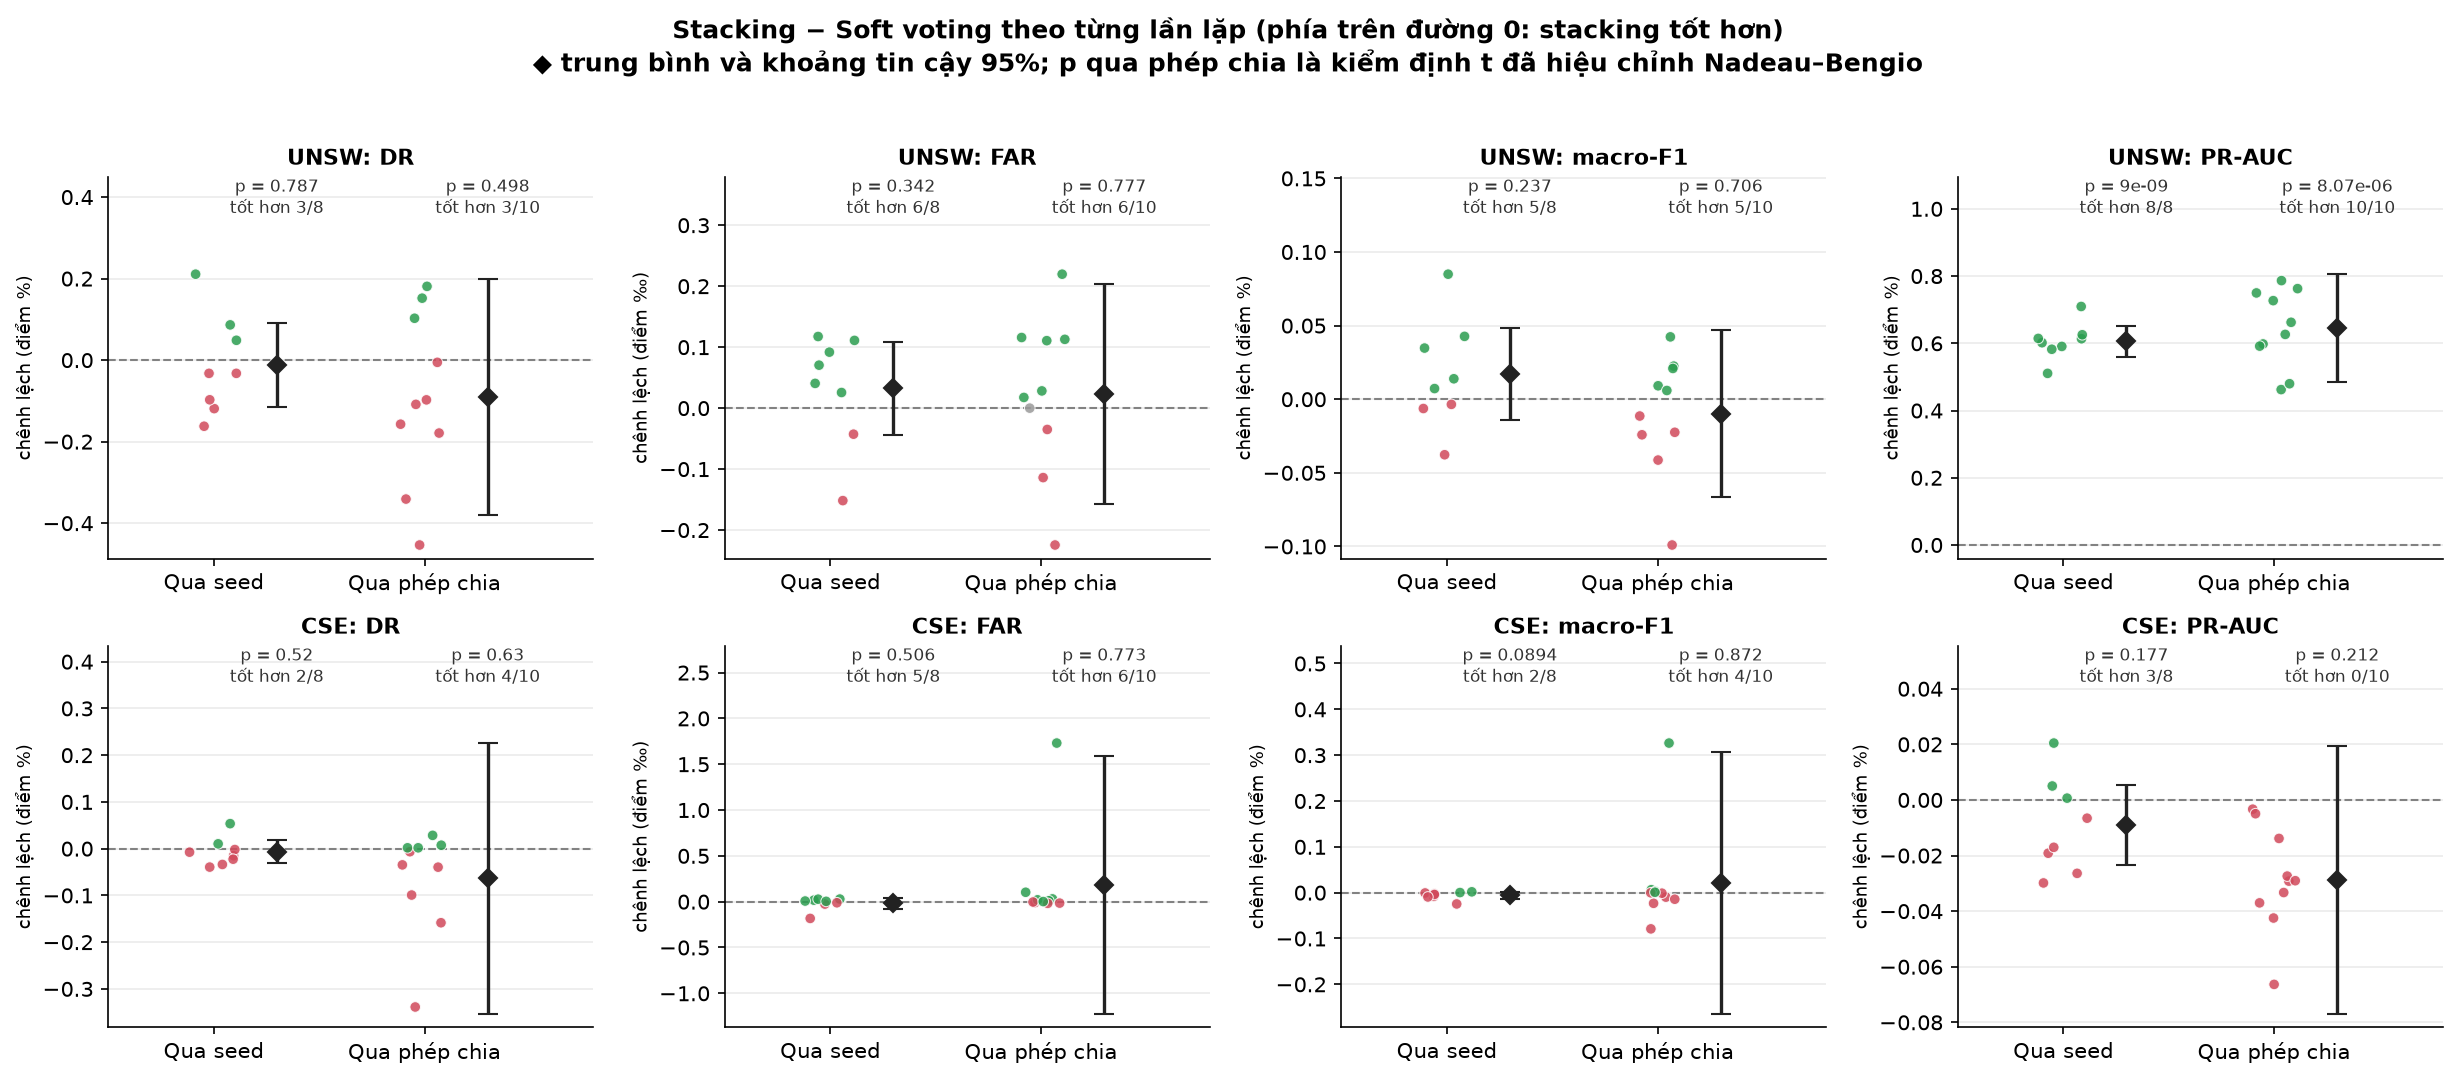 Stacking − Soft voting theo từng lần lặp (phía trên đường 0: stacking tốt hơn)
◆ trung bình và khoảng tin cậy 95%; p qua phép chia là kiểm định t đã hiệu chỉnh Nadeau–Bengio
UNSW: DR
p = 0.787
tốt hơn 3/8
p = 0.498
tốt hơn 3/10
chênh lệch (điểm %)
0.4
0.2
0.0
−0.2
−0.4
Qua seed
Qua phép chia
UNSW: FAR
p = 0.342
tốt hơn 6/8
p = 0.777
tốt hơn 6/10
chênh lệch (điểm ‰)
0.3
0.2
0.1
0.0
−0.1
−0.2
Qua seed
Qua phép chia
UNSW: macro-F1
p = 0.237
tốt hơn 5/8
p = 0.706
tốt hơn 5/10
chênh lệch (điểm %)
0.15
0.10
0.05
0.00
−0.05
−0.10
Qua seed
Qua phép chia
UNSW: PR-AUC
p = 9e-09
tốt hơn 8/8
p = 8.07e-06
tốt hơn 10/10
chênh lệch (điểm %)
1.0
0.8
0.6
0.4
0.2
0.0
Qua seed
Qua phép chia
CSE: DR
p = 0.52
tốt hơn 2/8
p = 0.63
tốt hơn 4/10
chênh lệch (điểm %)
0.4
0.3
0.2
0.1
0.0
−0.1
−0.2
−0.3
Qua seed
Qua phép chia
CSE: FAR
p = 0.506
tốt hơn 5/8
p = 0.773
tốt hơn 6/10
chênh lệch (điểm ‰)
2.5
2.0
1.5
1.0
0.5
0.0
−0.5
−1.0
Qua seed
Qua phép chia
CSE: macro-F1
p = 0.0894
tốt hơn 2/8
p = 0.872
tốt hơn 4/10
chênh lệch (điểm %)
0.5
0.4
0.3
0.2
0.1
0.0
−0.1
−0.2
Qua seed
Qua phép chia
CSE: PR-AUC
p = 0.177
tốt hơn 3/8
p = 0.212
tốt hơn 0/10
chênh lệch (điểm %)
0.04
0.02
0.00
−0.02
−0.04
−0.06
−0.08
Qua seed
Qua phép chia